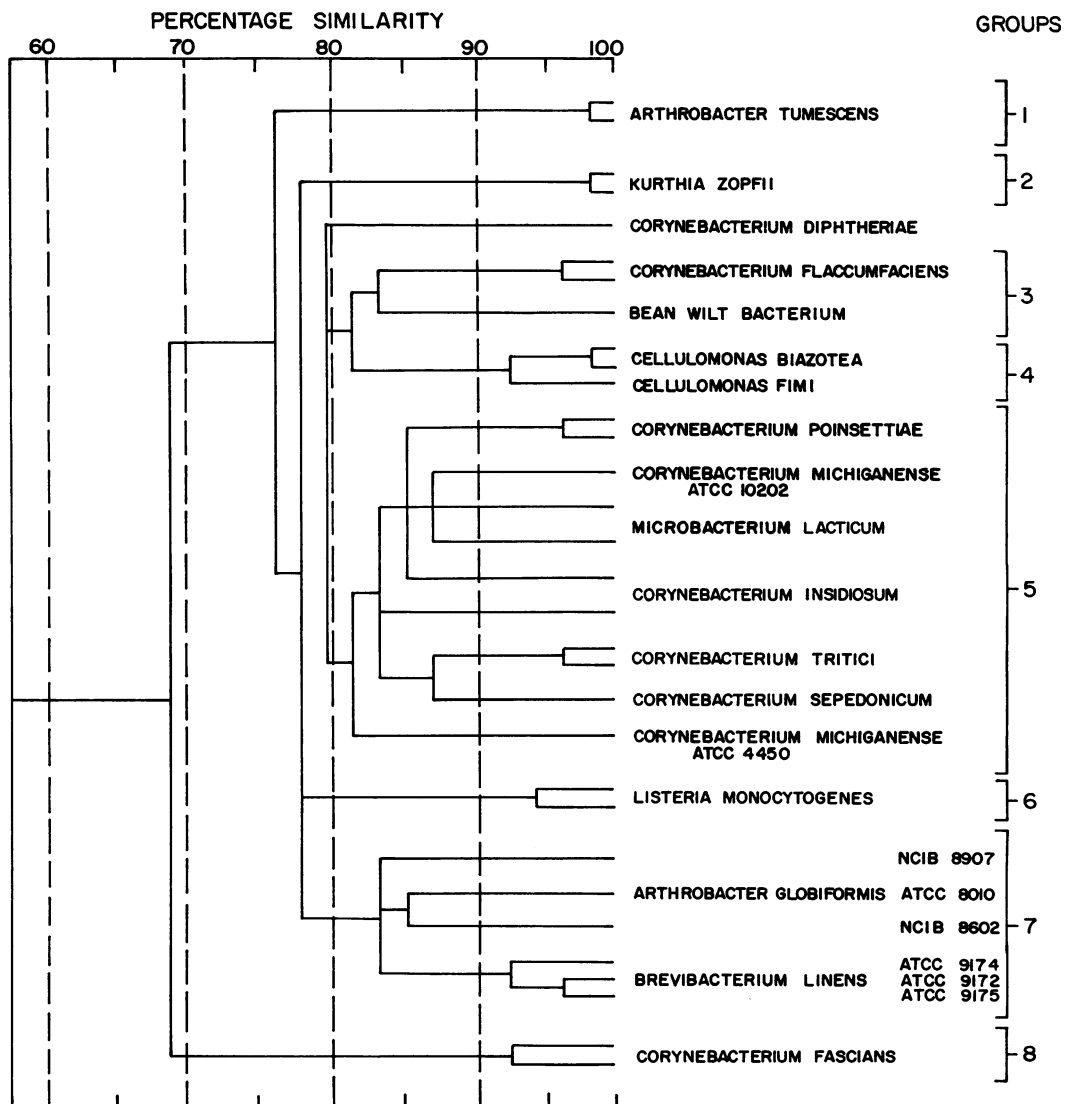 PERCENTAGE SIMILARITY
GROUPS
60 70 80 90 100
ARTHROBACTER TUMESCENS
1
KURTHIA ZOPFII
2
CORYNEBACTERIUM DIPHTHERIAE
CORYNEBACTERIUM FLACCUMFACIENS
3
BEAN WILT BACTERIUM
CELLULOMONAS BIAZOTEA
4
CELLULOMONAS FIMI
CORYNEBACTERIUM POINSETTIAE
CORYNEBACTERIUM MICHIGANENSE
ATCC 10202
MICROBACTERIUM LACTICUM
CORYNEBACTERIUM INSIDIOSUM
5
CORYNEBACTERIUM TRITICI
CORYNEBACTERIUM SEPEDONICUM
CORYNEBACTERIUM MICHIGANENSE
ATCC 4450
LISTERIA MONOCYTOGENES
6
NCIB 8907
ARTHROBACTER GLOBIFORMIS ATCC 8010
NCIB 8602
7
ATCC 9174
BREVIBACTERIUM LINENS ATCC 9172
ATCC 9175
CORYNEBACTERIUM FASCIANS
8